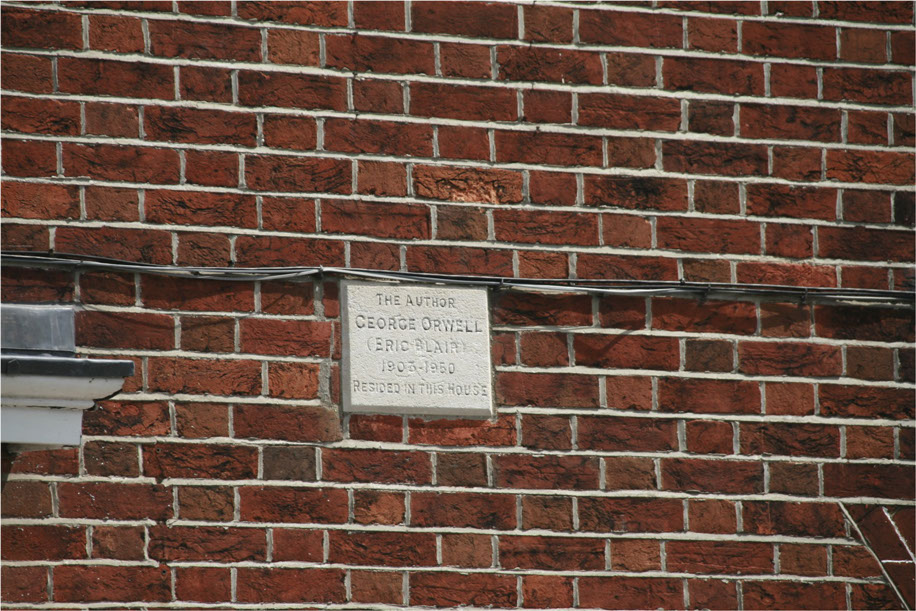 THE AUTHOR
GEORGE ORWELL
(ERIC BLAIR)
1903-1950
RESIDED IN THIS HOUSE